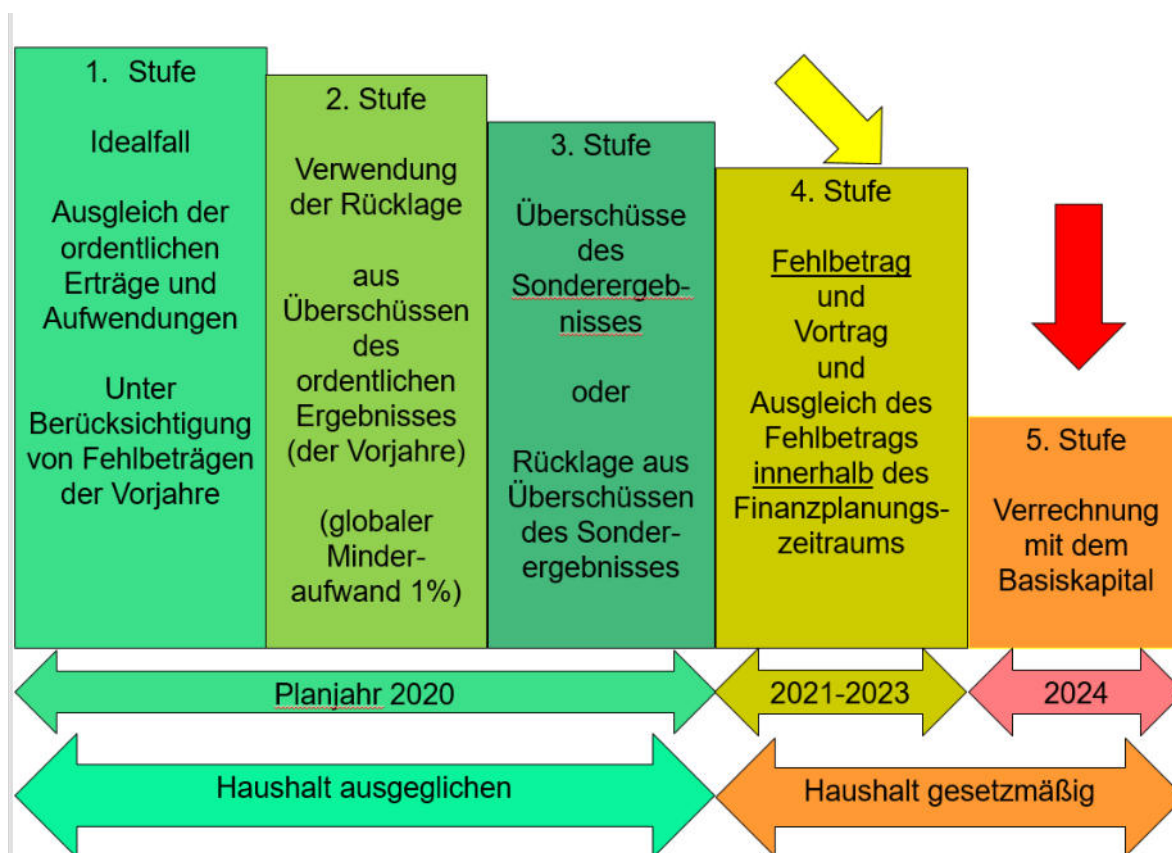 1. Stufe
Idealfall
Ausgleich der
ordentlichen
Erträge und
Aufwendungen
Unter
Berücksichtigung
von Fehlbeträgen
der Vorjahre
2. Stufe
Verwendung
der Rücklage
aus
Überschüssen
des
ordentlichen
Ergebnisses
(der Vorjahre)
(globaler
Minder-
aufwand 1%)
3. Stufe
Überschüsse
des
Sonderergeb-
nisses
oder
Rücklage aus
Überschüssen
des Sonder-
ergebnisses
4. Stufe
Fehlbetrag
und
Vortrag
und
Ausgleich des
Fehlbetrags
innerhalb des
Finanzplanungs-
zeitraums
5. Stufe
Verrechnung
mit dem
Basiskapital
Planjahr 2020
2021-2023
2024
Haushalt ausgeglichen
Haushalt gesetzmäßig